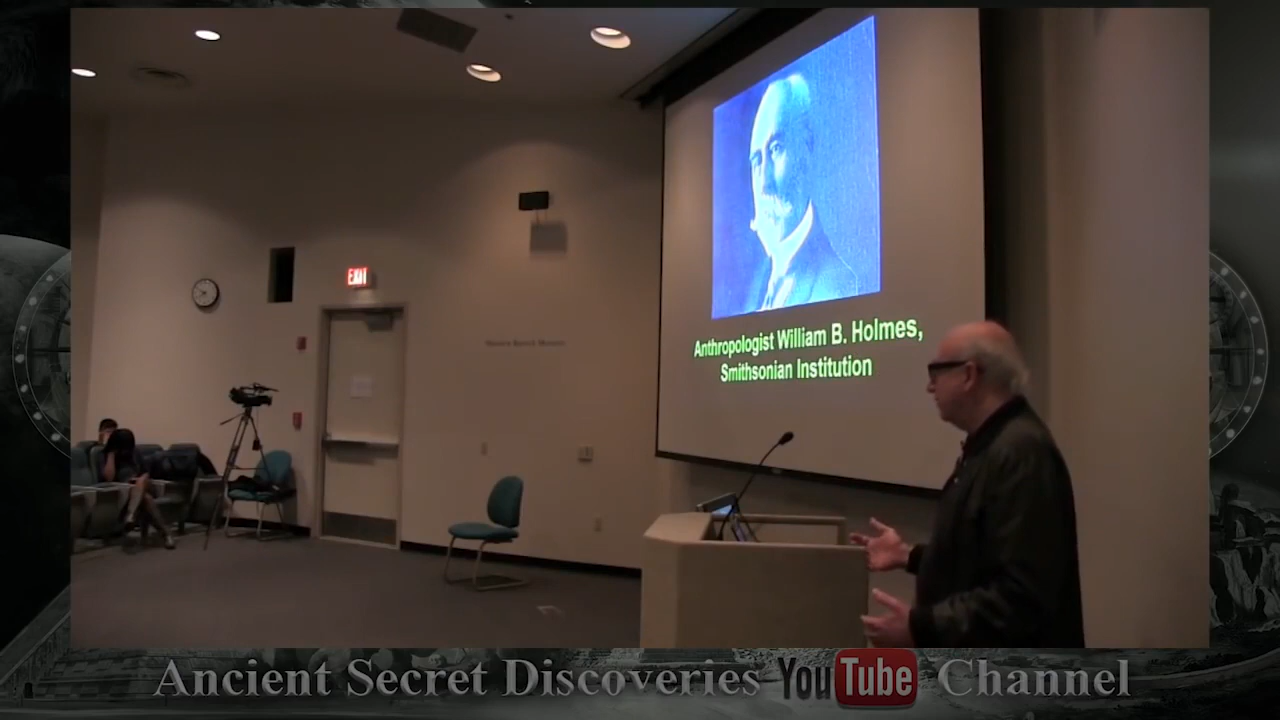 EXIT
Anthropologist William B. Holmes,
Smithsonian Institution
Ancient Secret Discoveries YouTube Channel